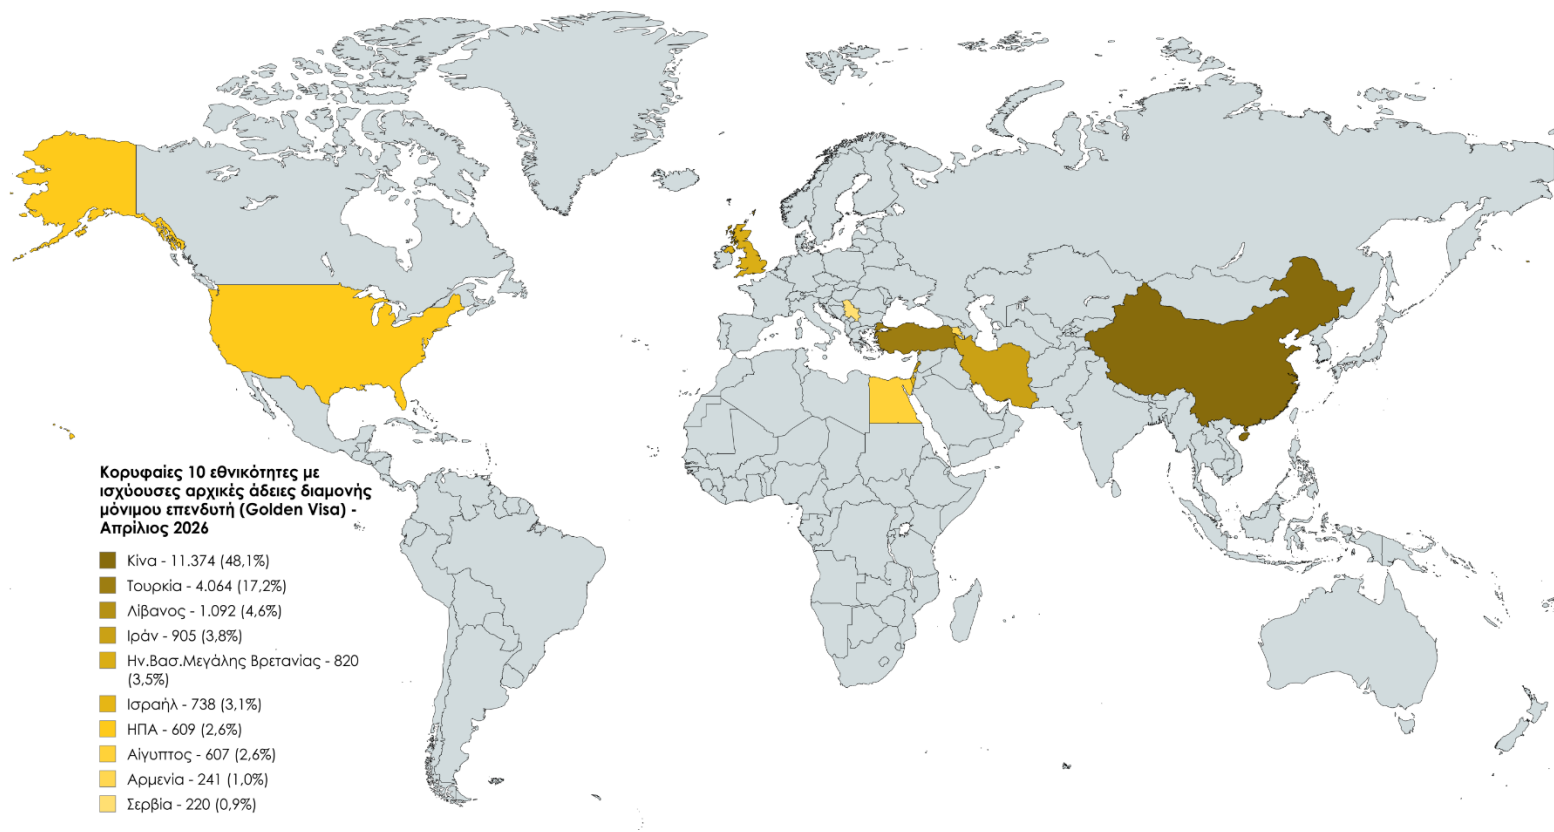 Κορυφαίες 10 εθνικότητες με
ισχύουσες αρχικές άδειες διαμονής
μόνιμου επενδυτή (Golden Visa) -
Απρίλιος 2026
Κίνα - 11.374 (48,1%)
Τουρκία - 4.064 (17,2%)
Λίβανος - 1.092 (4,6%)
Ιράν - 905 (3,8%)
Ην.Βασ.Μεγάλης Βρετανίας - 820
(3,5%)
Ισραήλ - 738 (3,1%)
ΗΠΑ - 609 (2,6%)
Αίγυπτος - 607 (2,6%)
Αρμενία - 241 (1,0%)
Σερβία - 220 (0,9%)